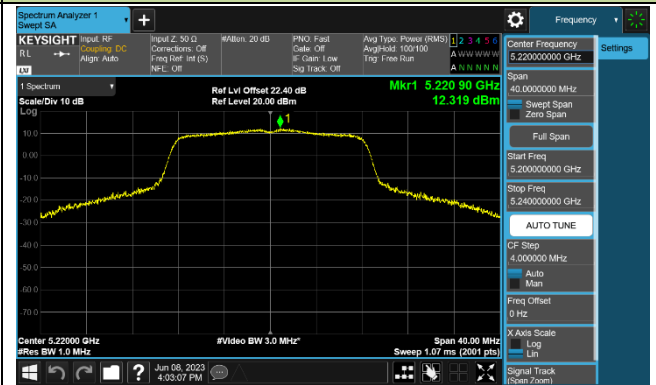 Spectrum Analyzer 1
Swept SA
Frequency
KEYSIGHT
RL
LXI
Input: RF
Coupling: DC
Align: Auto
Input Z: 50 Ω
Corrections: Off
Freq Ref: Int (S)
NFE: Off
#Atten: 20 dB
PNO: Fast
Gate: Off
IF Gain: Low
Sig Track: Off
Avg Type: Power (RMS)
Avg|Hold: 100/100
Trig: Free Run
1 2 3 4 5 6
A W W W W W
A N N N N N
1 Spectrum
Scale/Div 10 dB
Log
Ref Lvl Offset 22.40 dB
Ref Level 20.00 dBm
Mkr1 5.220 90 GHz
12.319 dBm
1
10.0
0.00
-10.0
-20.0
-30.0
-40.0
-50.0
-60.0
-70.0
Center 5.22000 GHz
#Res BW 1.0 MHz
#Video BW 3.0 MHz*
Span 40.00 MHz
Sweep 1.07 ms (2001 pts)
Center Frequency
5.220000000 GHz
Settings
Span
40.0000000 MHz
Swept Span
Zero Span
Full Span
Start Freq
5.200000000 GHz
Stop Freq
5.240000000 GHz
AUTO TUNE
CF Step
4.000000 MHz
Auto
Man
Freq Offset
0 Hz
X Axis Scale
Log
Lin
Signal Track
(Span Zoom)
Jun 08, 2023
4:03:07 PM